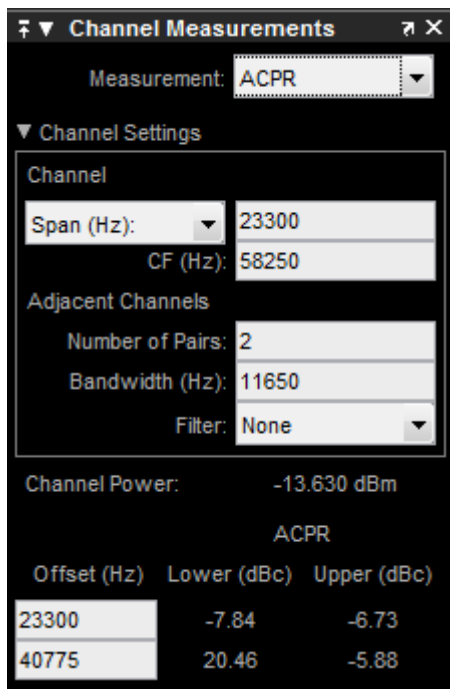 Channel Measurements
Measurement: ACPR
Channel Settings
Channel
Span (Hz): 23300
CF (Hz): 58250
Adjacent Channels
Number of Pairs: 2
Bandwidth (Hz): 11650
Filter: None
Channel Power: -13.630 dBm
ACPR
Offset (Hz) Lower (dBc) Upper (dBc)
23300 -7.84 -6.73
40775 20.46 -5.88